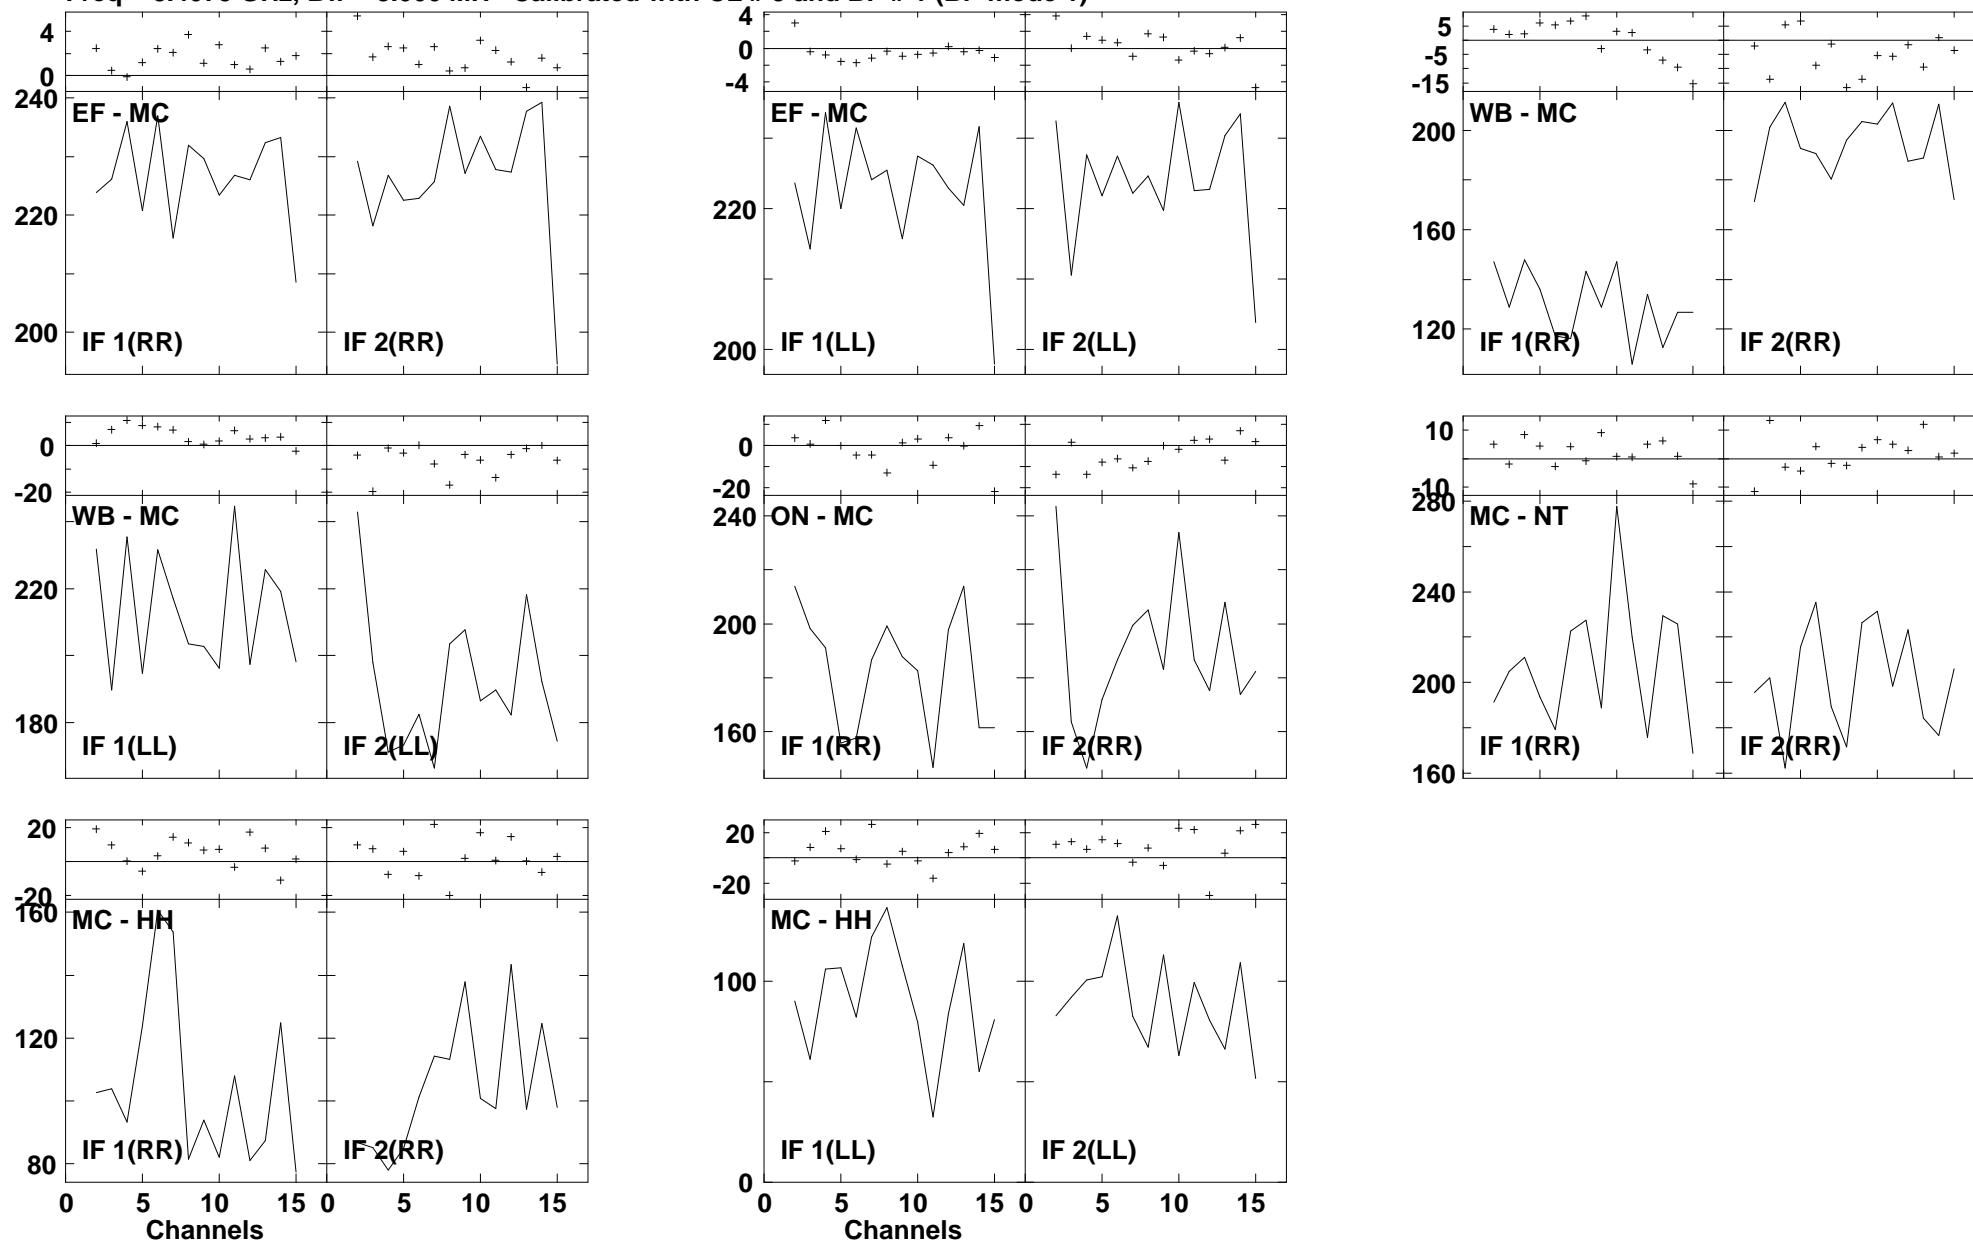 4
0
240
220
200
EF - MC
IF 1(RR)
IF 2(RR)
4
0
-4
220
200
EF - MC
IF 1(LL)
IF 2(LL)
5
-5
-15
200
160
120
WB - MC
IF 1(RR)
IF 2(RR)
0
-20
220
180
WB - MC
IF 1(LL)
IF 2(LL)
0
-20
240
200
160
ON - MC
IF 1(RR)
IF 2(RR)
10
-10
280
240
200
160
MC - NT
IF 1(RR)
IF 2(RR)
20
-20
160
120
80
MC - HH
IF 1(RR)
IF 2(RR)
0 5 10 15 0 5 10 15
Channels
20
-20
100
0
MC - HH
IF 1(LL)
IF 2(LL)
0 5 10 15 0 5 10 15
Channels